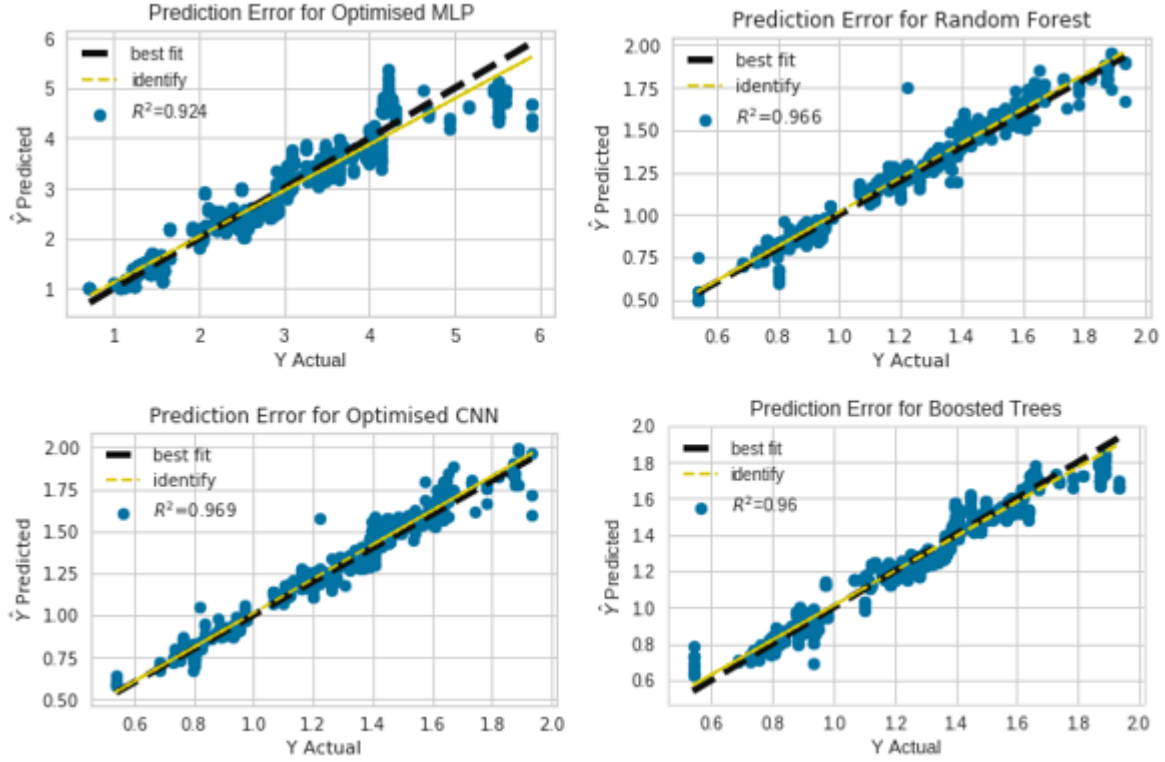 Prediction Error for Optimised MLP
best fit
identify
R²=0.924
6
5
4
3
2
1
Ŷ Predicted
1 2 3 4 5 6
Y Actual
Prediction Error for Random Forest
best fit
identify
R²=0.966
2.00
1.75
1.50
1.25
1.00
0.75
0.50
Ŷ Predicted
0.6 0.8 1.0 1.2 1.4 1.6 1.8 2.0
Y Actual
Prediction Error for Optimised CNN
best fit
identify
R²=0.969
2.00
1.75
1.50
1.25
1.00
0.75
0.50
Ŷ Predicted
0.6 0.8 1.0 1.2 1.4 1.6 1.8 2.0
Y Actual
Prediction Error for Boosted Trees
best fit
identify
R²=0.96
2.0
1.8
1.6
1.4
1.2
1.0
0.8
0.6
Ŷ Predicted
0.6 0.8 1.0 1.2 1.4 1.6 1.8 2.0
Y Actual